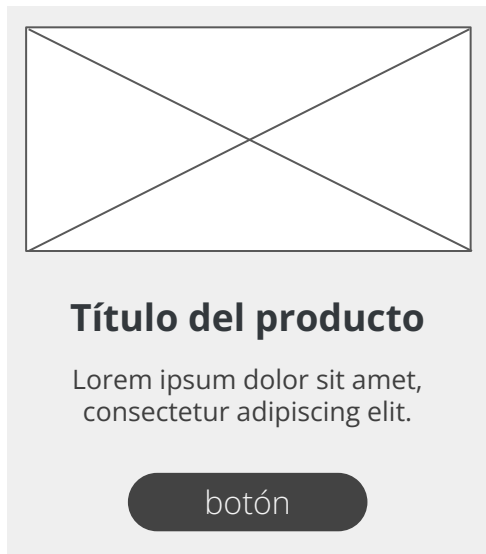 Título del producto
Lorem ipsum dolor sit amet,
consectetur adipiscing elit.
botón